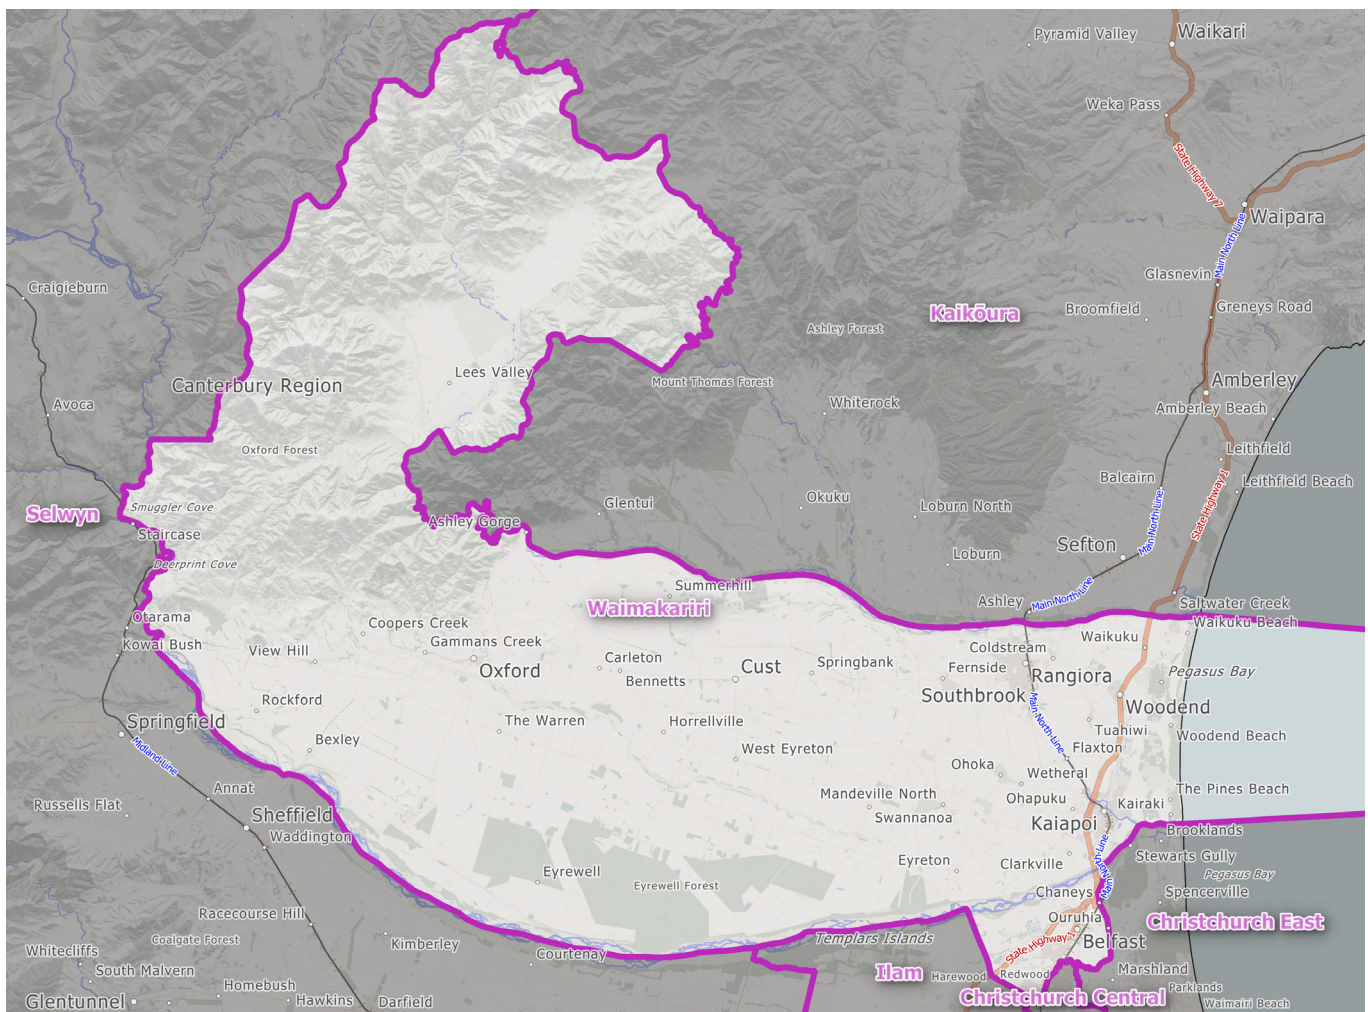 Pyramid Valley
Waikari
Weka Pass
State Highway 7
Waipara
Main North Line
Glasnevin
Craigieburn
Kaikōura
Broomfield
Greneys Road
Ashley Forest
Lees Valley
Mount Thomas Forest
Canterbury Region
Amberley
Avoca
Whiterock
Amberley Beach
Oxford Forest
Leithfield
Balcairn
Leithfield Beach
Smuggler Cove
Glentui
Okuku
Loburn North
State Highway 1
Selwyn
Ashley Gorge
Main North Line
Staircase
Sefton
Loburn
Deerprint Cove
Summerhill
Main North Line
Waimakariri
Ashley
Saltwater Creek
Otarama
Coopers Creek
Waikuku Beach
Kowai Bush
View Hill
Gammans Creek
Waikuku
Coldstream
Carleton
Springbank
Fernside
Oxford
Cust
Rangiora
Pegasus Bay
Bennetts
Southbrook
Rockford
Woodend
Springfield
The Warren
Horrellville
Main North Line
Tuahiwi
Woodend Beach
Bexley
West Eyreton
Flaxton
Midland Line
Ohoka
Wetheral
Annat
The Pines Beach
Mandeville North
Ohapuku
Kairaki
Russells Flat
Sheffield
Swannanoa
Kaiapoi
Brooklands
Waddington
Main North Line
Stewarts Gully
Eyreton
Clarkville
Eyrewell
Pegasus Bay
Eyrewell Forest
Chaneys
Spencerville
Racecourse Hill
Ouruhia
Christchurch East
Coalgate Forest
Kimberley
Templars Islands
State Highway 1
Belfast
Whitecliffs
Courtenay
South Malvern
Ilam
Harewood
Redwood
Marshland
Homebush
Parklands
Glentunnel
Hawkins
Darfield
Christchurch Central
Waimairi Beach